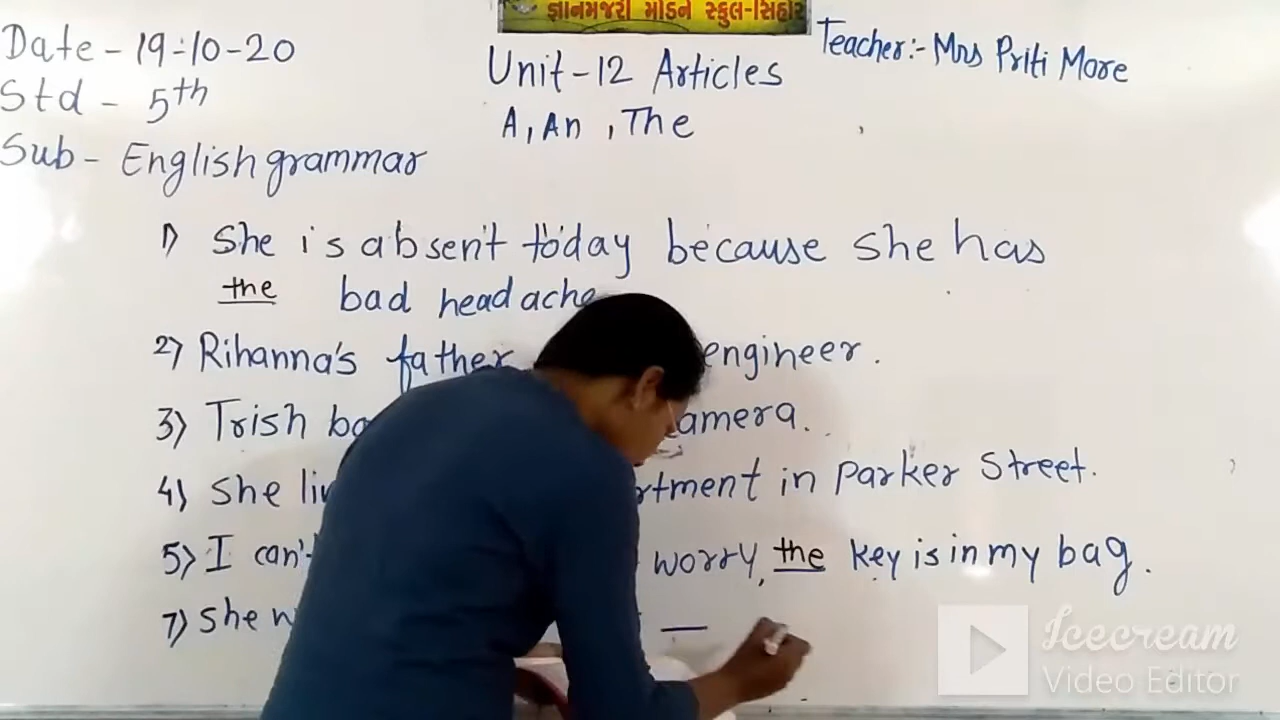 જ્ઞાનમંજરી મોડર્ન સ્કુલ-સિહોર
Date - 19-10-20
Std - 5th
Sub - English grammar
Unit - 12 Articles
A, An, The
Teacher:- Mrs Priti More
1) She is absent today because she has
the bad headache
2) Rihanna's father engineer.
3) Trish
4) She in Parker Street.
5) I can't worry, the key is in my bag.
7) She
Icecream
Video Editor